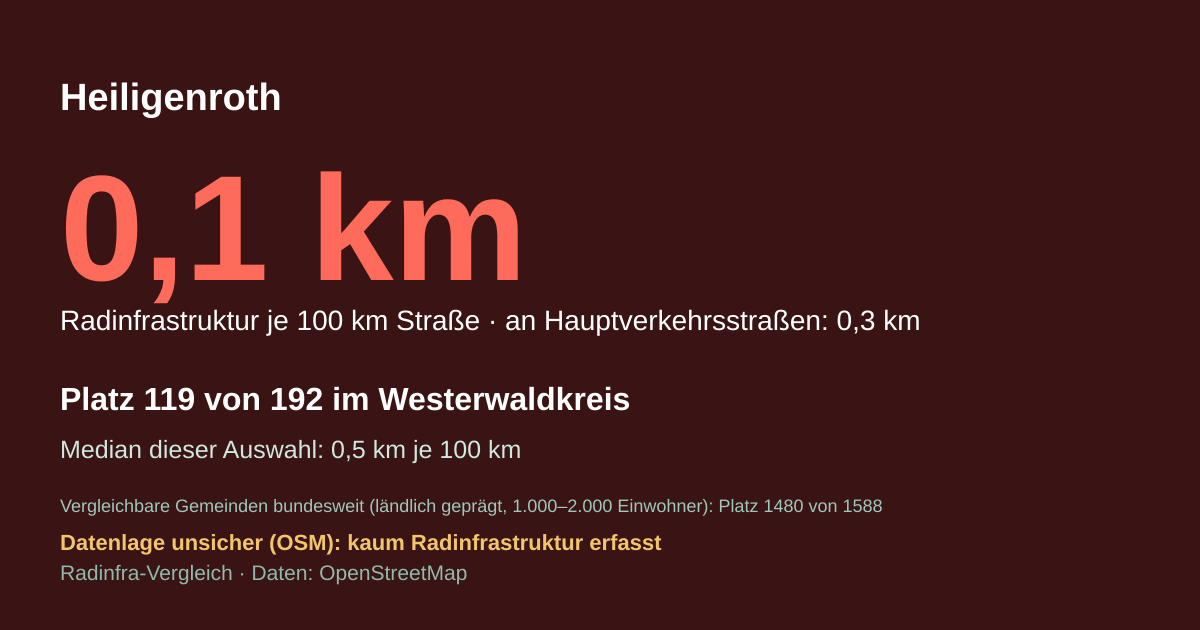 Heiligenroth
0,1 km
Radinfrastruktur je 100 km Straße · an Hauptverkehrsstraßen: 0,3 km
Platz 119 von 192 im Westerwaldkreis
Median dieser Auswahl: 0,5 km je 100 km
Vergleichbare Gemeinden bundesweit (ländlich geprägt, 1.000–2.000 Einwohner): Platz 1480 von 1588
Datenlage unsicher (OSM): kaum Radinfrastruktur erfasst
Radinfra-Vergleich · Daten: OpenStreetMap